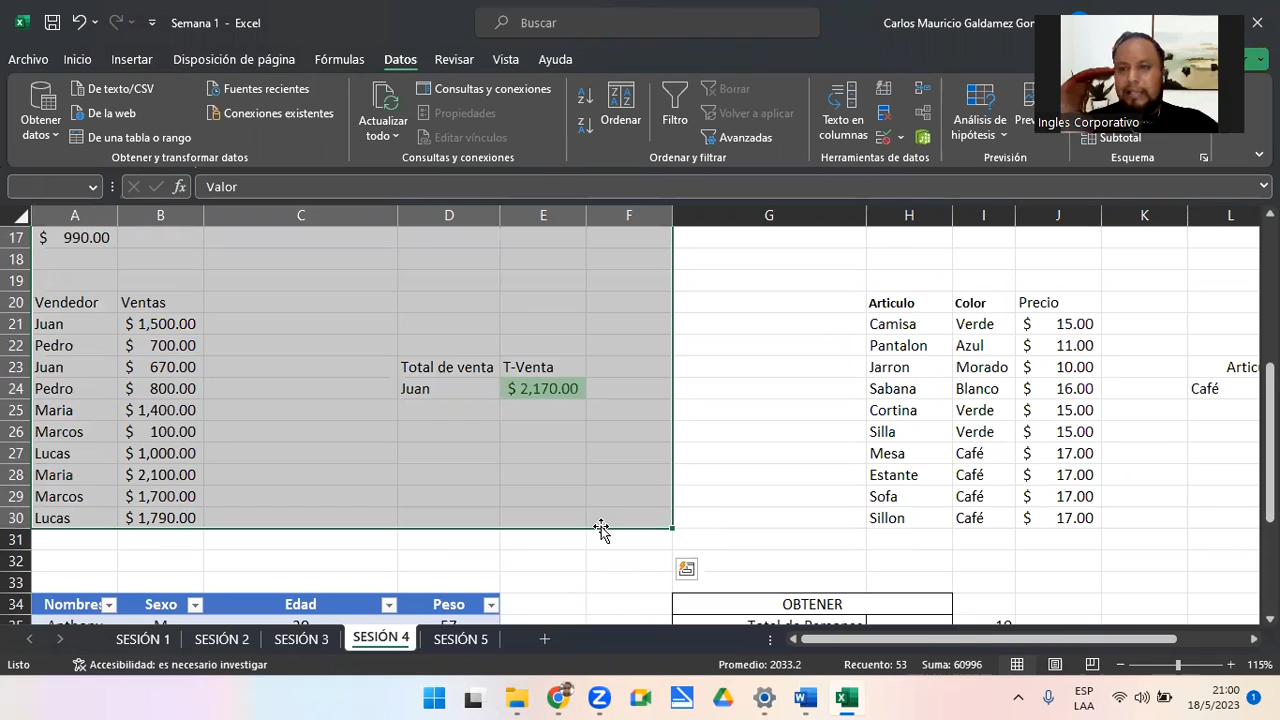 Semana 1 - Excel
Buscar
Carlos Mauricio Galdamez Gon
Archivo Inicio Insertar Disposición de página Fórmulas Datos Revisar Vista Ayuda
Obtener datos
De texto/CSV
De la web
De una tabla o rango
Fuentes recientes
Conexiones existentes
Obtener y transformar datos
Actualizar todo
Consultas y conexiones
Propiedades
Editar vínculos
Consultas y conexiones
Ordenar
Filtro
Borrar
Volver a aplicar
Avanzadas
Ordenar y filtrar
Texto en columnas
Herramientas de datos
Análisis de hipótesis
Prev
Previsión
Subtotal
Esquema
Ingles Corporativo
Valor
A B C D E F G H I J K L
17 $ 990.00
18
19
20 Vendedor Ventas Articulo Color Precio
21 Juan $ 1,500.00 Camisa Verde $ 15.00
22 Pedro $ 700.00 Pantalon Azul $ 11.00
23 Juan $ 670.00 Total de venta T-Venta Jarron Morado $ 10.00 Artic
24 Pedro $ 800.00 Juan $ 2,170.00 Sabana Blanco $ 16.00 Café
25 Maria $ 1,400.00 Cortina Verde $ 15.00
26 Marcos $ 100.00 Silla Verde $ 15.00
27 Lucas $ 1,000.00 Mesa Café $ 17.00
28 Maria $ 2,100.00 Estante Café $ 17.00
29 Marcos $ 1,700.00 Sofa Café $ 17.00
30 Lucas $ 1,790.00 Sillon Café $ 17.00
31
32
33
34 Nombres Sexo Edad Peso OBTENER
SESIÓN 1 SESIÓN 2 SESIÓN 3 SESIÓN 4 SESIÓN 5
Listo Accesibilidad: es necesario investigar Promedio: 2033.2 Recuento: 53 Suma: 60996 115%
ESP
LAA
21:00
18/5/2023